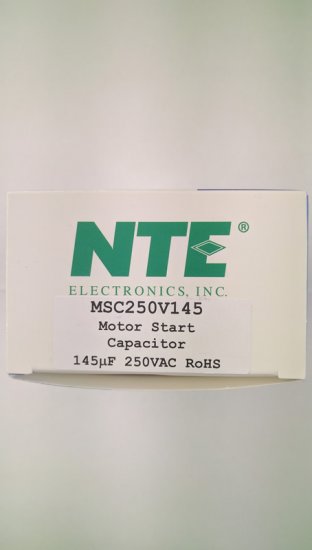 NTE®
ELECTRONICS, INC.
MSC250V145
Motor Start
Capacitor
145µF 250VAC RoHS